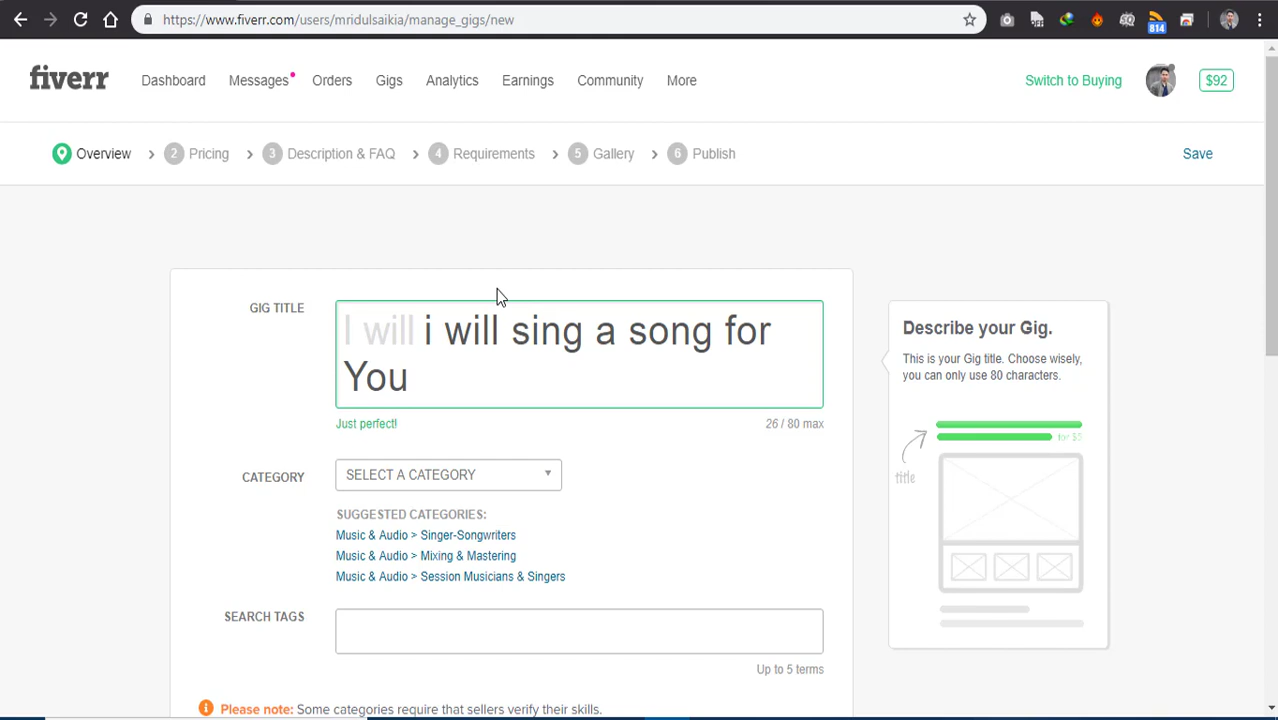 https://www.fiverr.com/users/mridulsaikia/manage_gigs/new
OFF
SQ
814
fiverr Dashboard Messages Orders Gigs Analytics Earnings Community More Switch to Buying $92
Overview › 2 Pricing › 3 Description & FAQ › 4 Requirements › 5 Gallery › 6 Publish Save
GIG TITLE
I will i will sing a song for
You
Just perfect! 26 / 80 max
CATEGORY SELECT A CATEGORY
SUGGESTED CATEGORIES:
Music & Audio > Singer-Songwriters
Music & Audio > Mixing & Mastering
Music & Audio > Session Musicians & Singers
SEARCH TAGS
Up to 5 terms
Please note: Some categories require that sellers verify their skills.
Describe your Gig.
This is your Gig title. Choose wisely,
you can only use 80 characters.
for $5
title